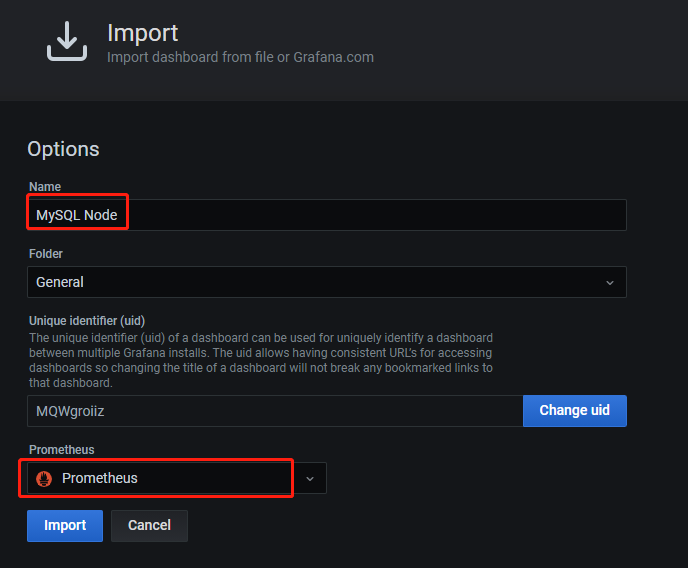 Import
Import dashboard from file or Grafana.com
Options
Name
MySQL Node
Folder
General
Unique identifier (uid)
The unique identifier (uid) of a dashboard can be used for uniquely identify a dashboard
between multiple Grafana installs. The uid allows having consistent URL's for accessing
dashboards so changing the title of a dashboard will not break any bookmarked links to
that dashboard.
MQWgroiiz
Change uid
Prometheus
Prometheus
Import
Cancel